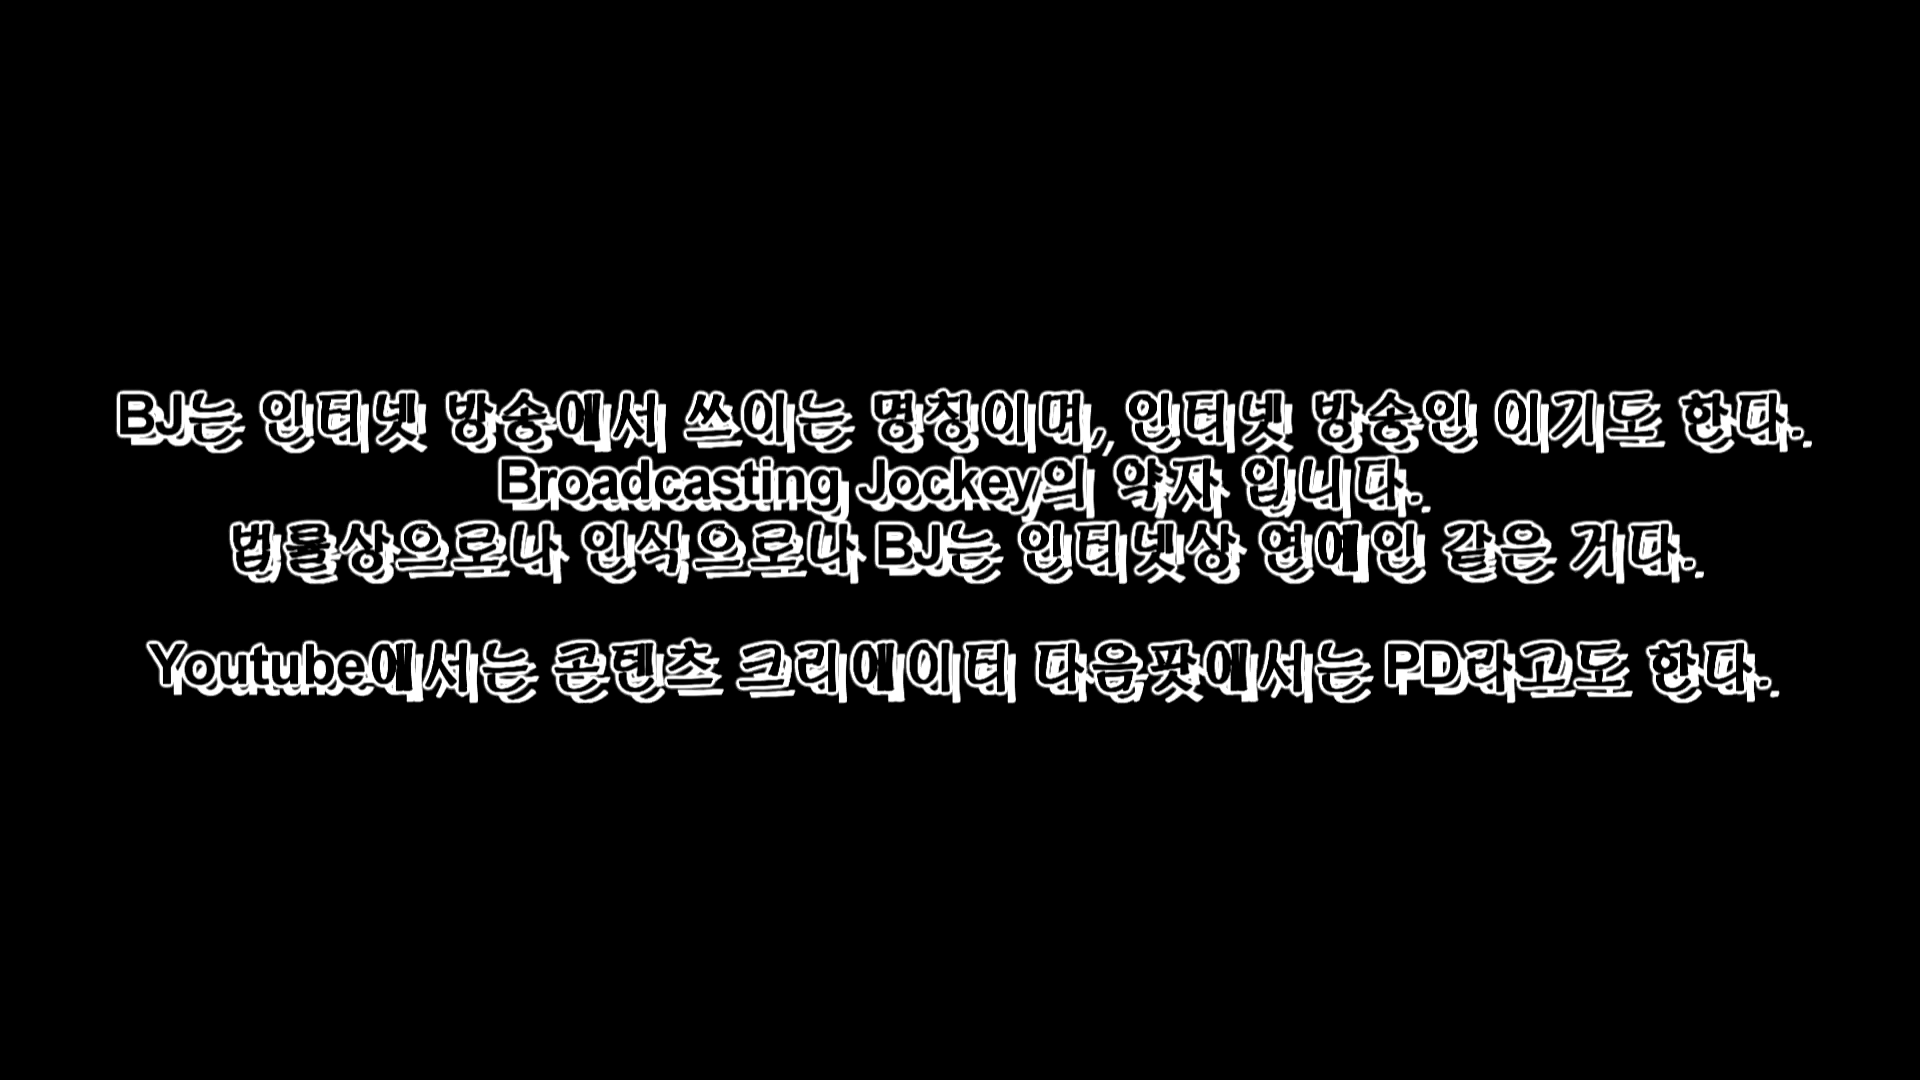 BJ는 인터넷 방송에서 쓰이는 명칭이며, 인터넷 방송인 이기도 한다.
Broadcasting Jockey의 약자 입니다.
법률상으로나 인식으로나 BJ는 인터넷상 연예인 같은 거다.
Youtube에서는 콘텐츠 크리에이터 다음팟에서는 PD라고도 한다.